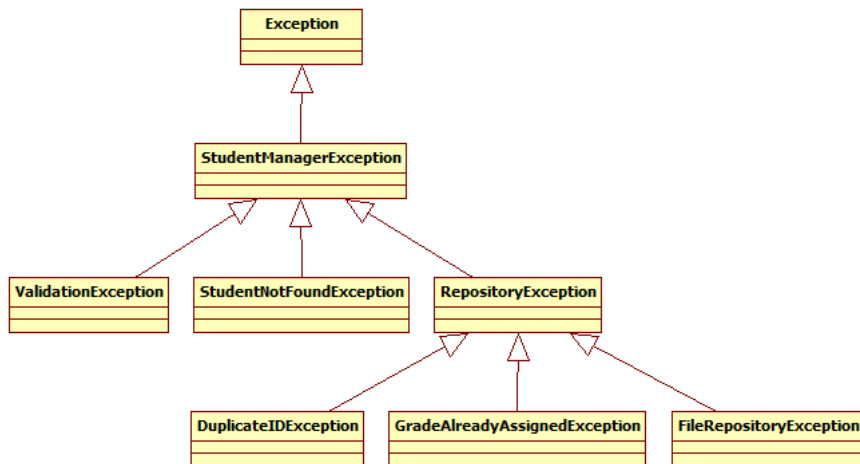 Exception
StudentManagerException
ValidationException
StudentNotFoundException
RepositoryException
DuplicateIDException
GradeAlreadyAssignedException
FileRepositoryException